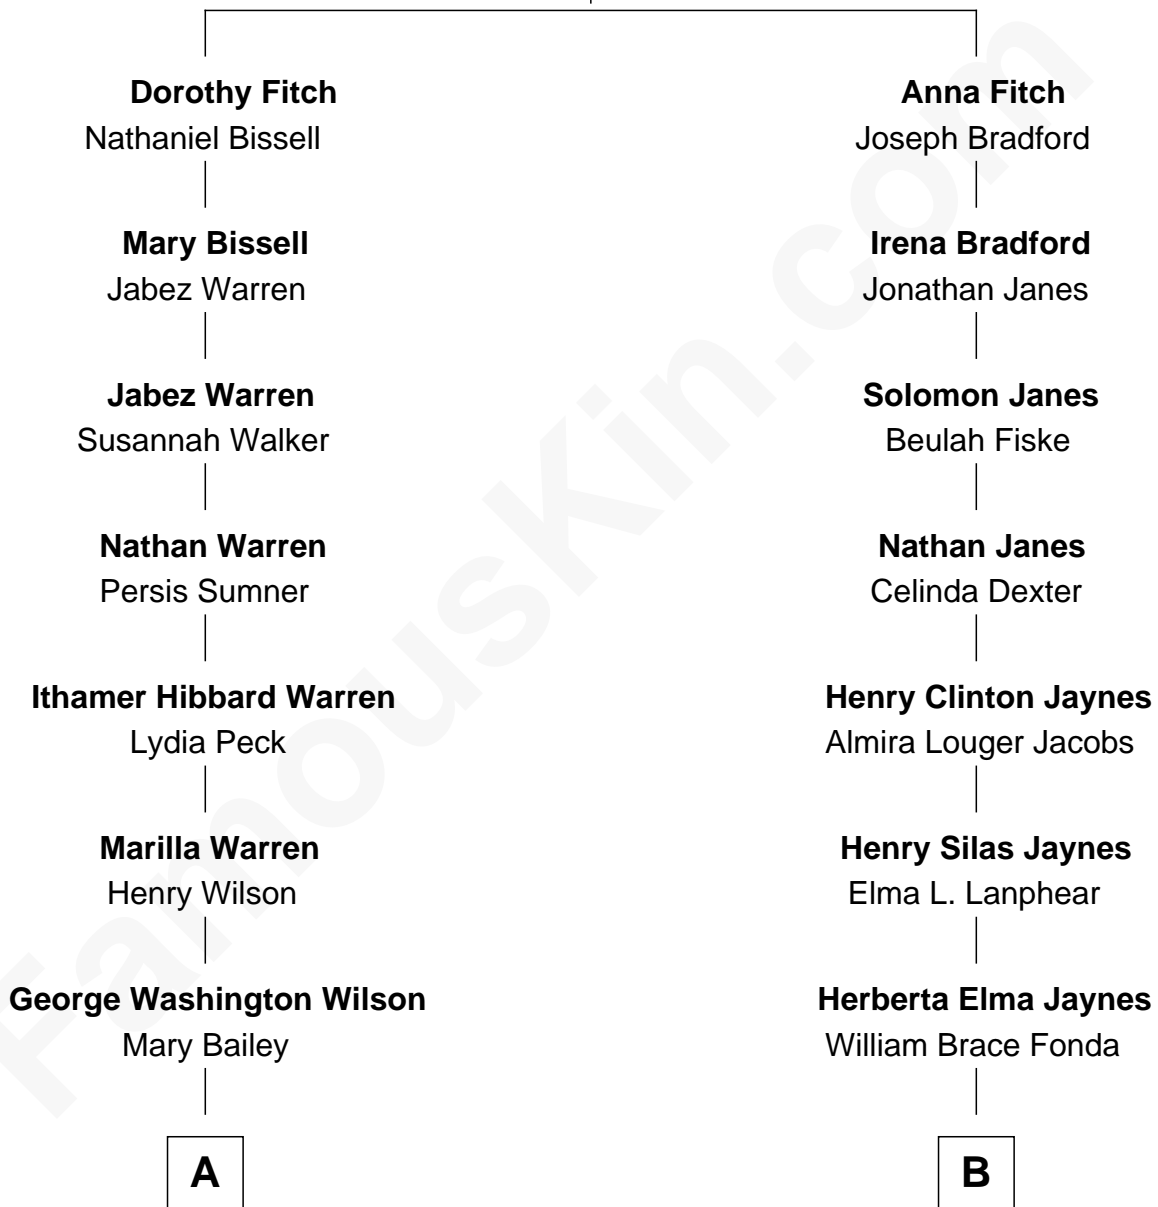 Dorothy Fitch
Nathaniel Bissell
Mary Bissell
Jabez Warren
Jabez Warren
Susannah Walker
Nathan Warren
Persis Sumner
Ithamer Hibbard Warren
Lydia Peck
Marilla Warren
Henry Wilson
George Washington Wilson
Mary Bailey
A
Anna Fitch
Joseph Bradford
Irena Bradford
Jonathan Janes
Solomon Janes
Beulah Fiske
Nathan Janes
Celinda Dexter
Henry Clinton Jaynes
Almira Louger Jacobs
Henry Silas Jaynes
Elma L. Lanphear
Herberta Elma Jaynes
William Brace Fonda
B
FamousKin.com